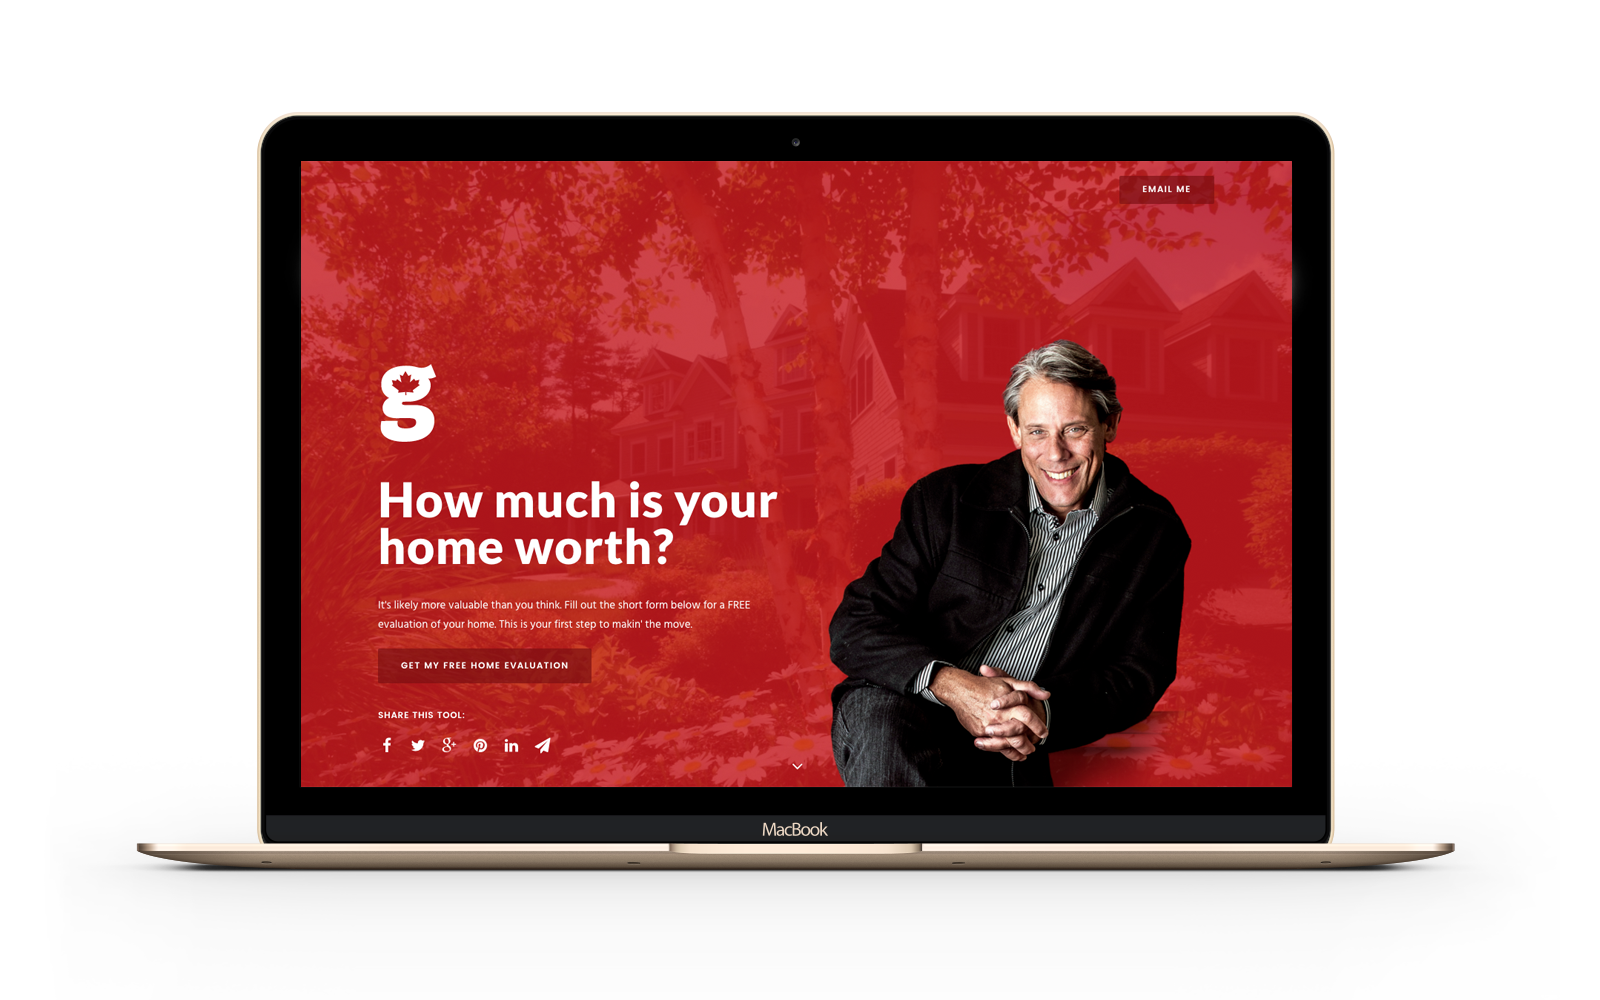 EMAIL ME
g
How much is your
home worth?
It's likely more valuable than you think. Fill out the short form below for a FREE
evaluation of your home. This is your first step to makin' the move.
GET MY FREE HOME EVALUATION
SHARE THIS TOOL:
MacBook